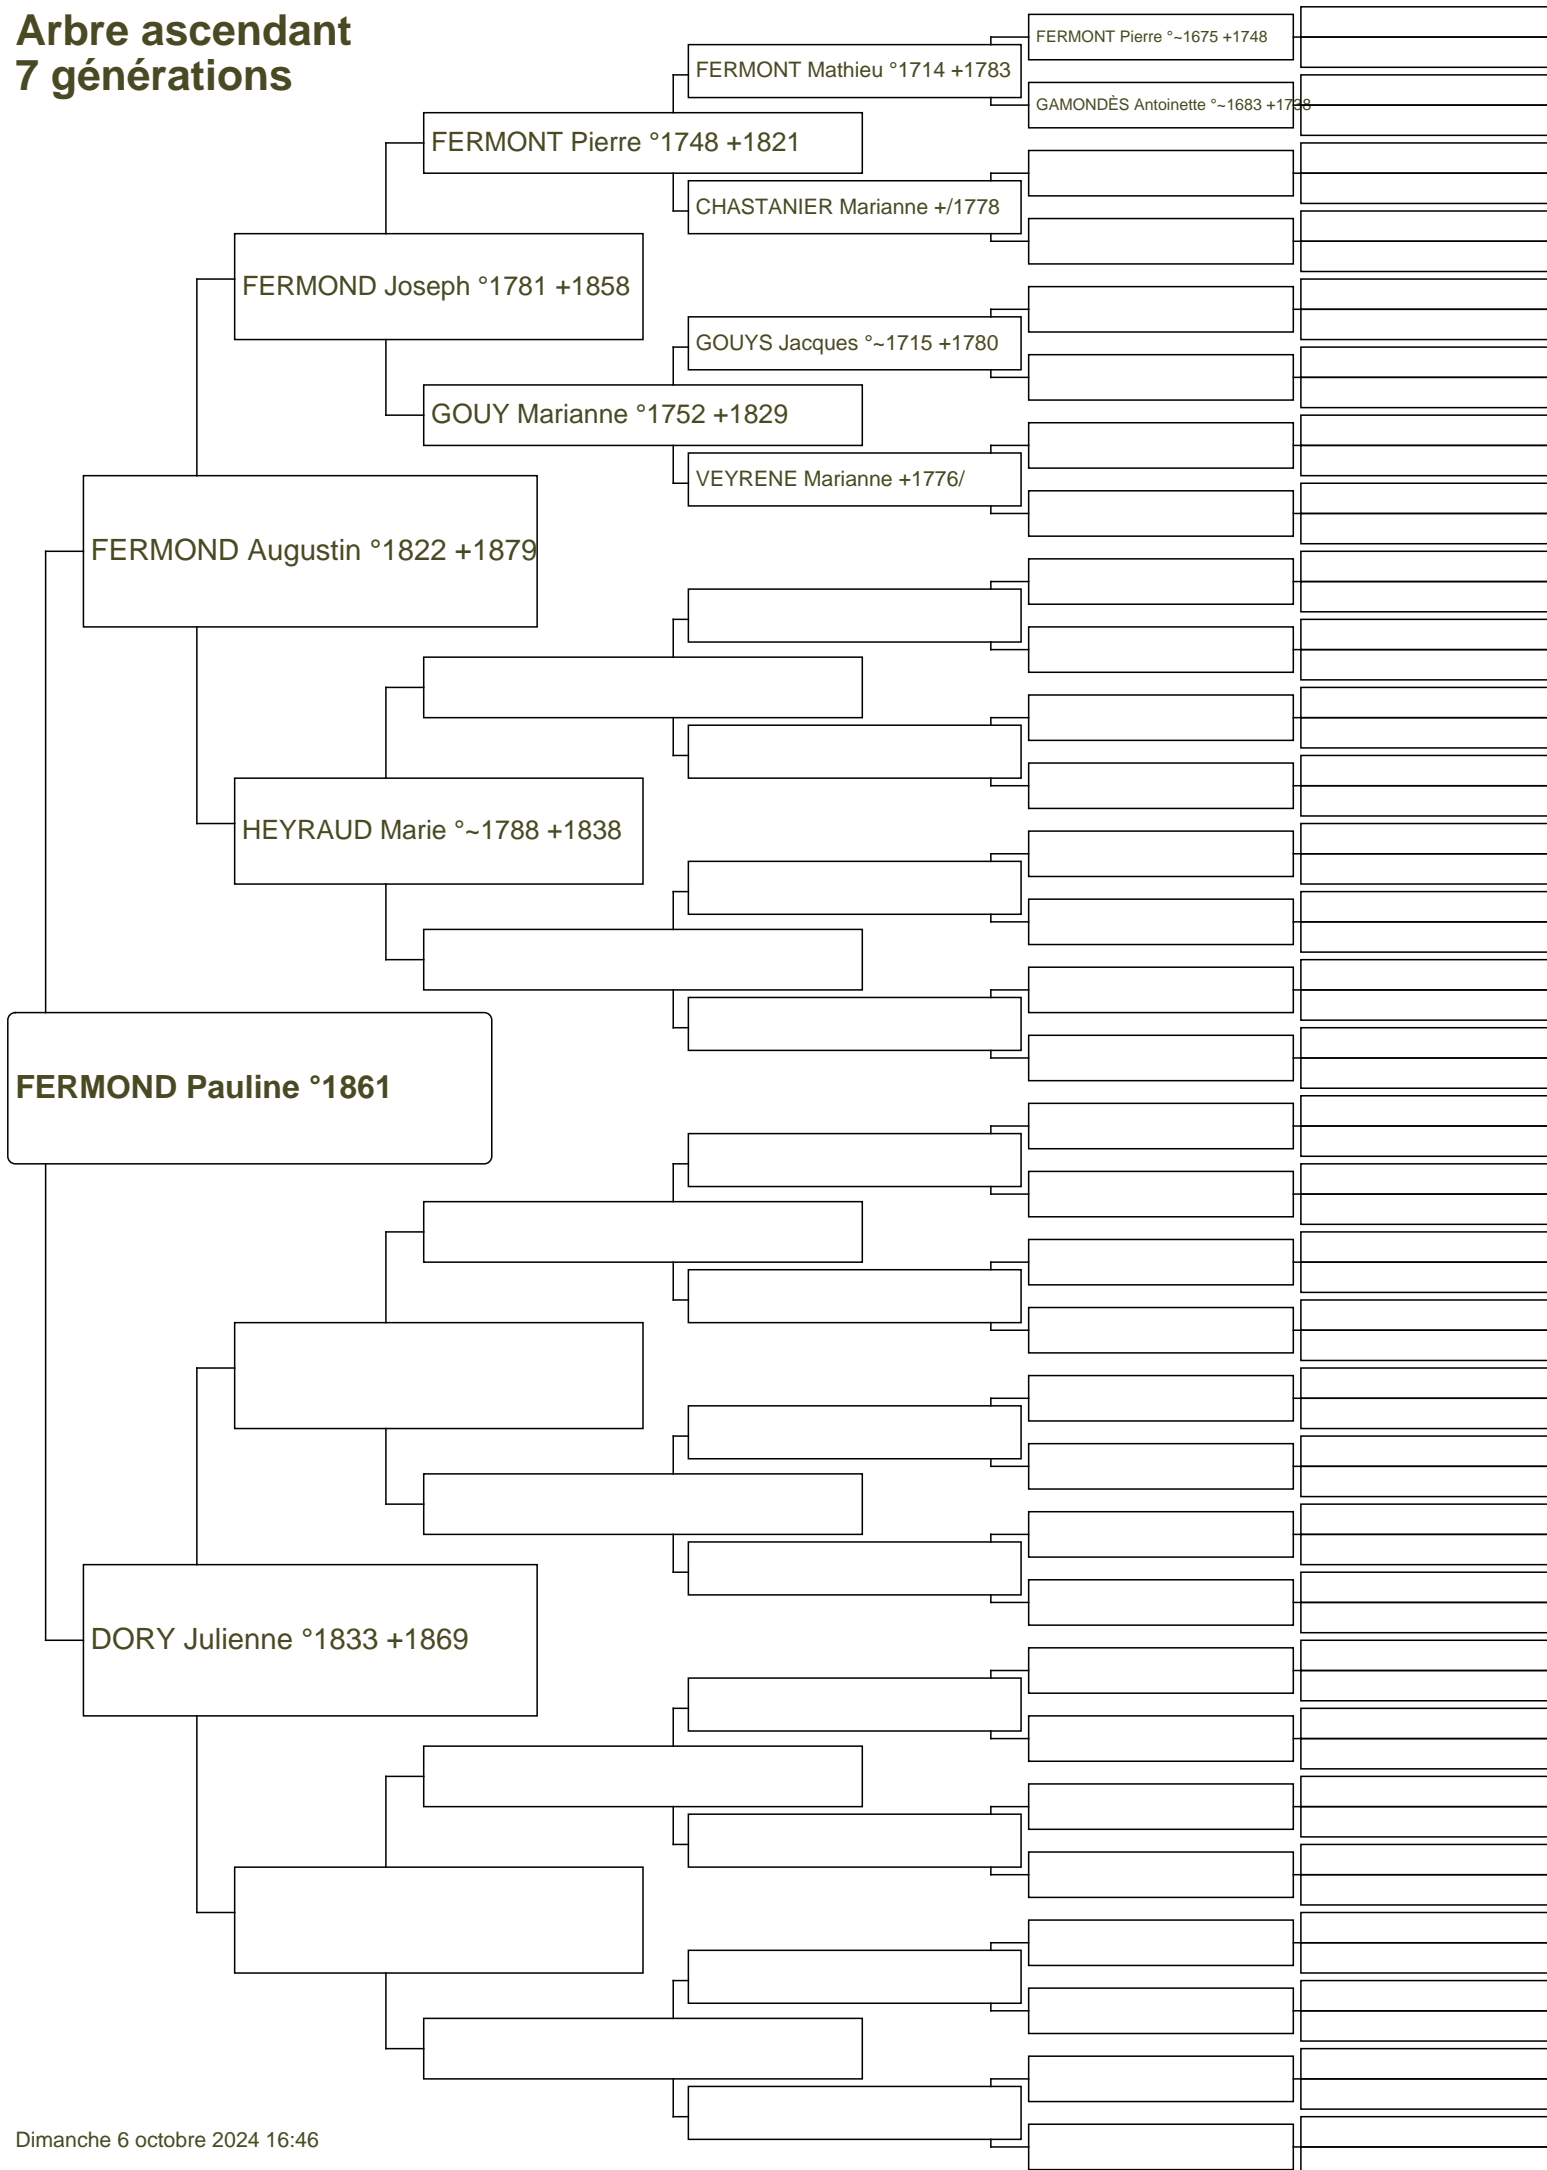 Arbre ascendant
7 générations
FERMONT Pierre °~1675 +1748
FERMONT Mathieu °1714 +1783
GAMONDÈS Antoinette °~1683 +1738
FERMONT Pierre °1748 +1821
CHASTANIER Marianne +/1778
FERMOND Joseph °1781 +1858
GOUYS Jacques °~1715 +1780
GOUY Marianne °1752 +1829
VEYRENE Marianne +1776/
FERMOND Augustin °1822 +1879
HEYRAUD Marie °~1788 +1838
FERMOND Pauline °1861
DORY Julienne °1833 +1869
Dimanche 6 octobre 2024 16:46